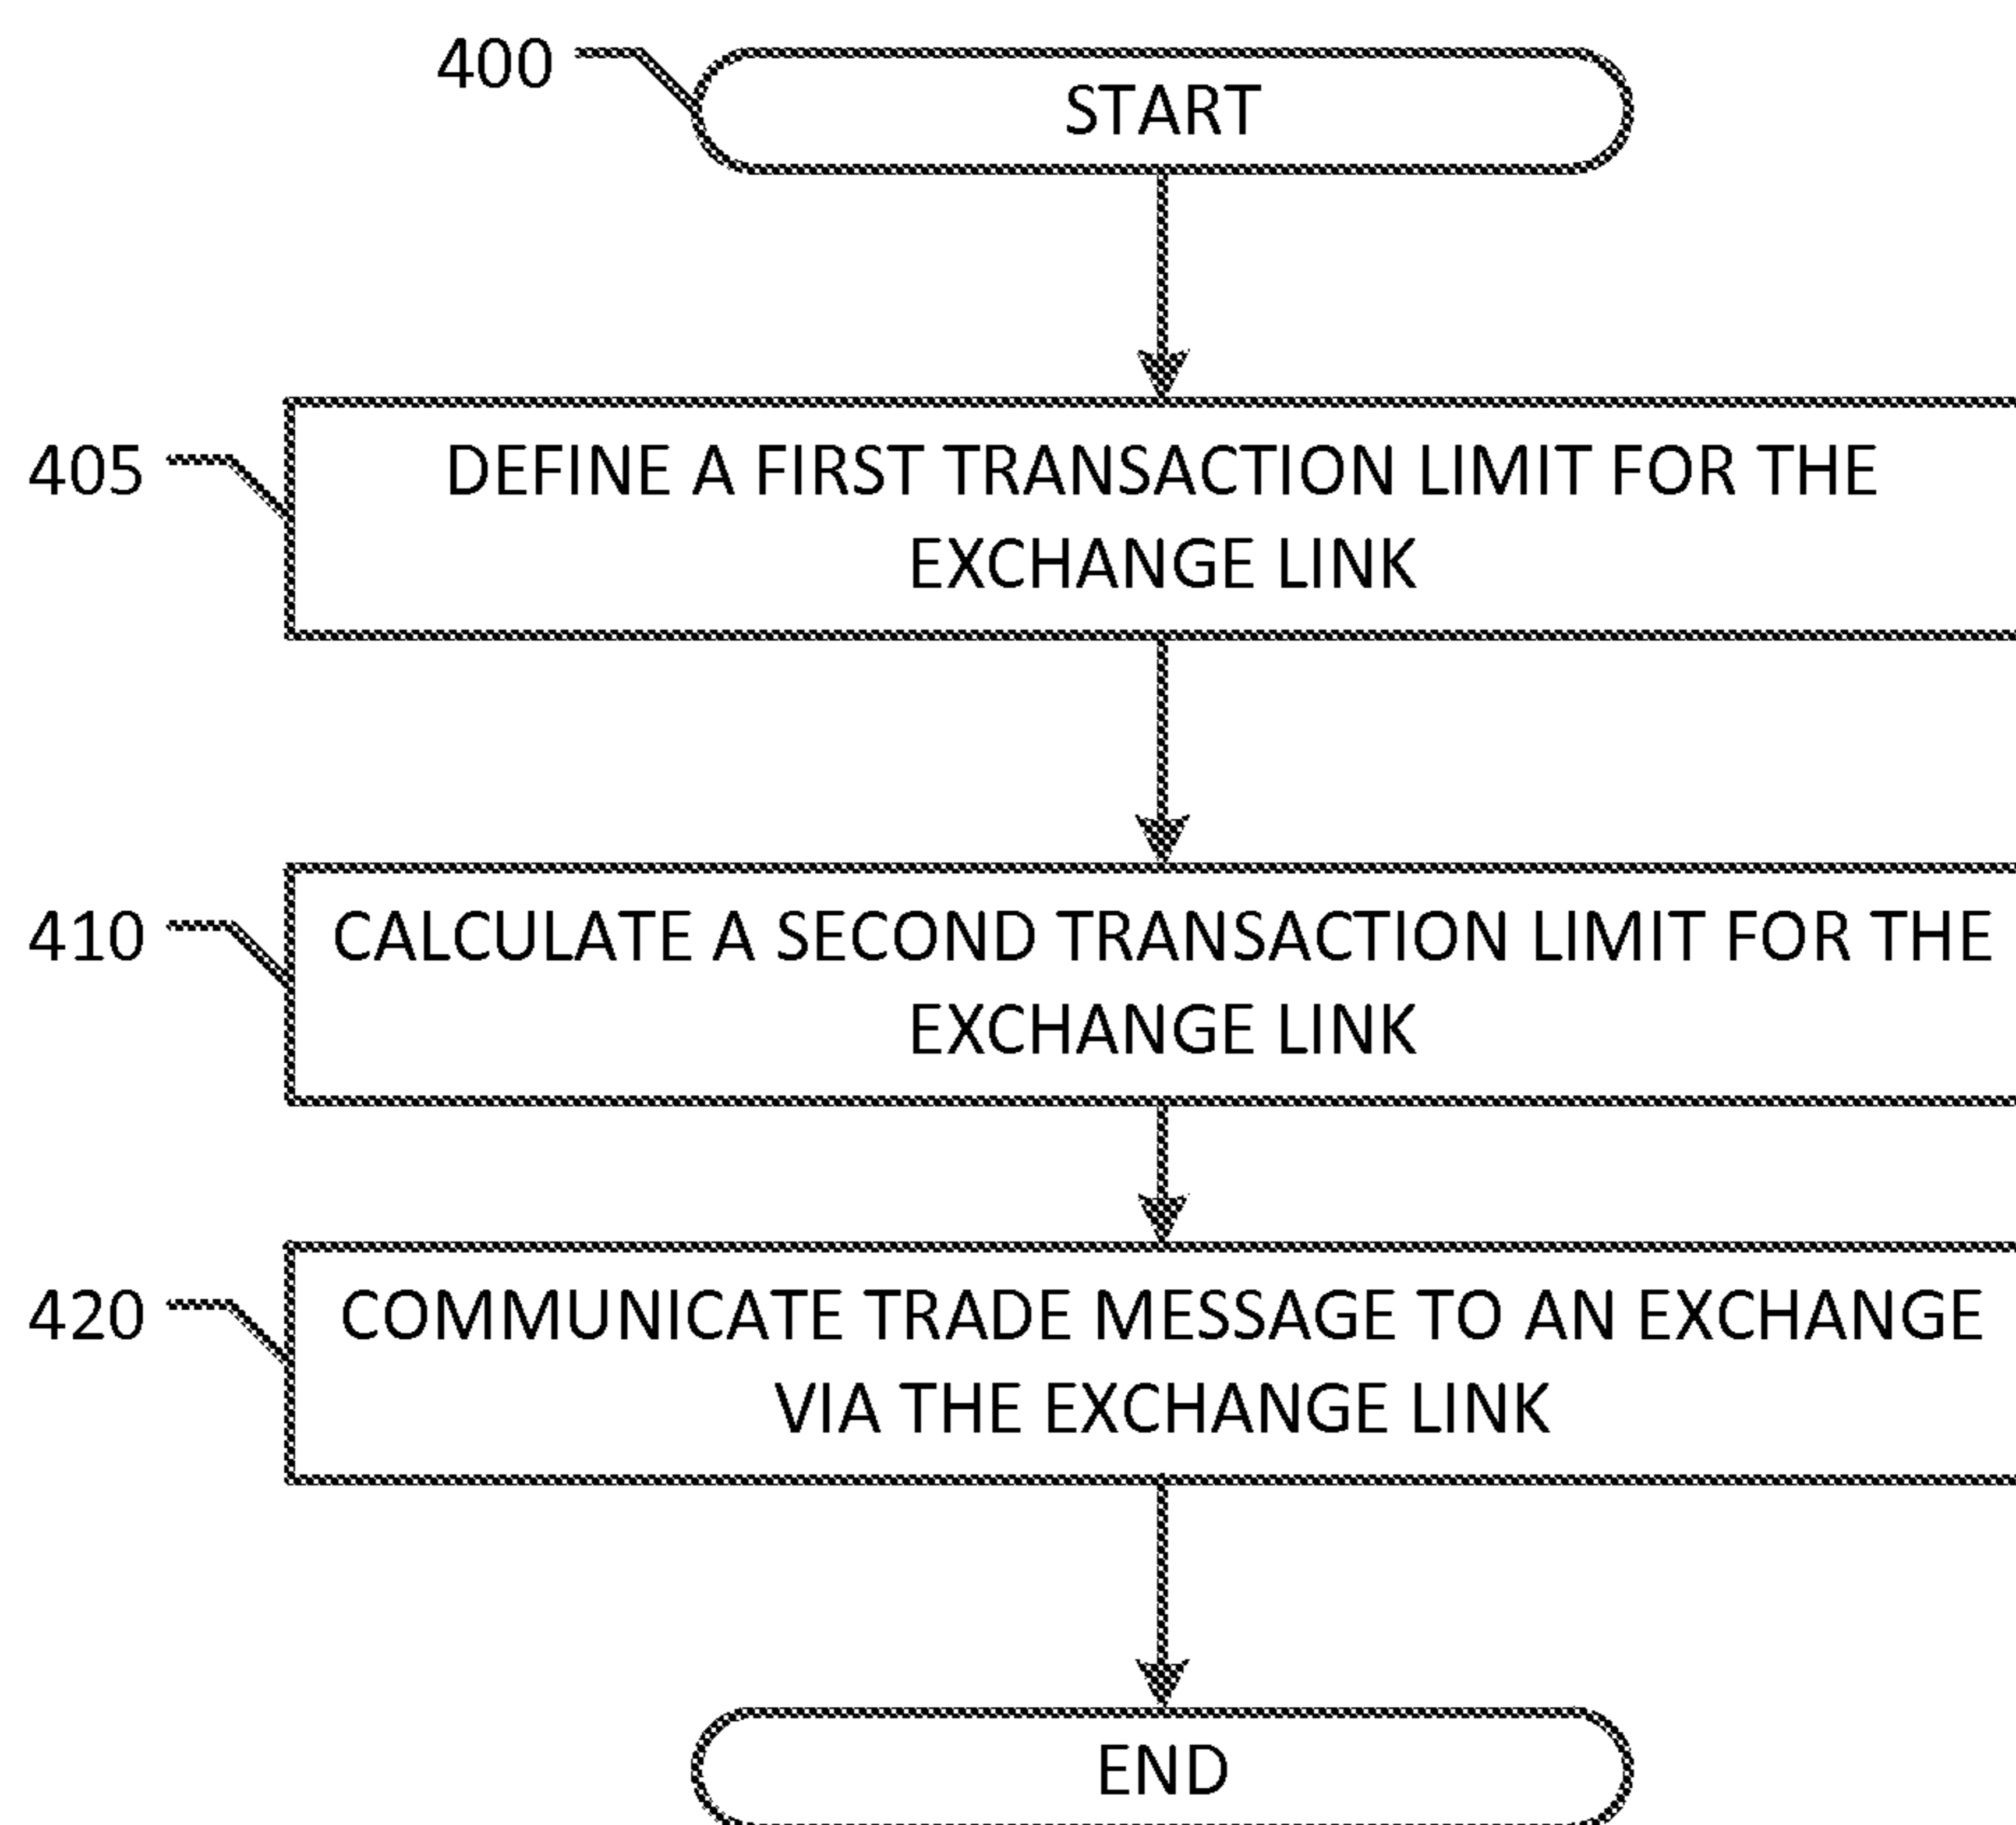 400
START
405
DEFINE A FIRST TRANSACTION LIMIT FOR THE
EXCHANGE LINK
410
CALCULATE A SECOND TRANSACTION LIMIT FOR THE
EXCHANGE LINK
420
COMMUNICATE TRADE MESSAGE TO AN EXCHANGE
VIA THE EXCHANGE LINK
END